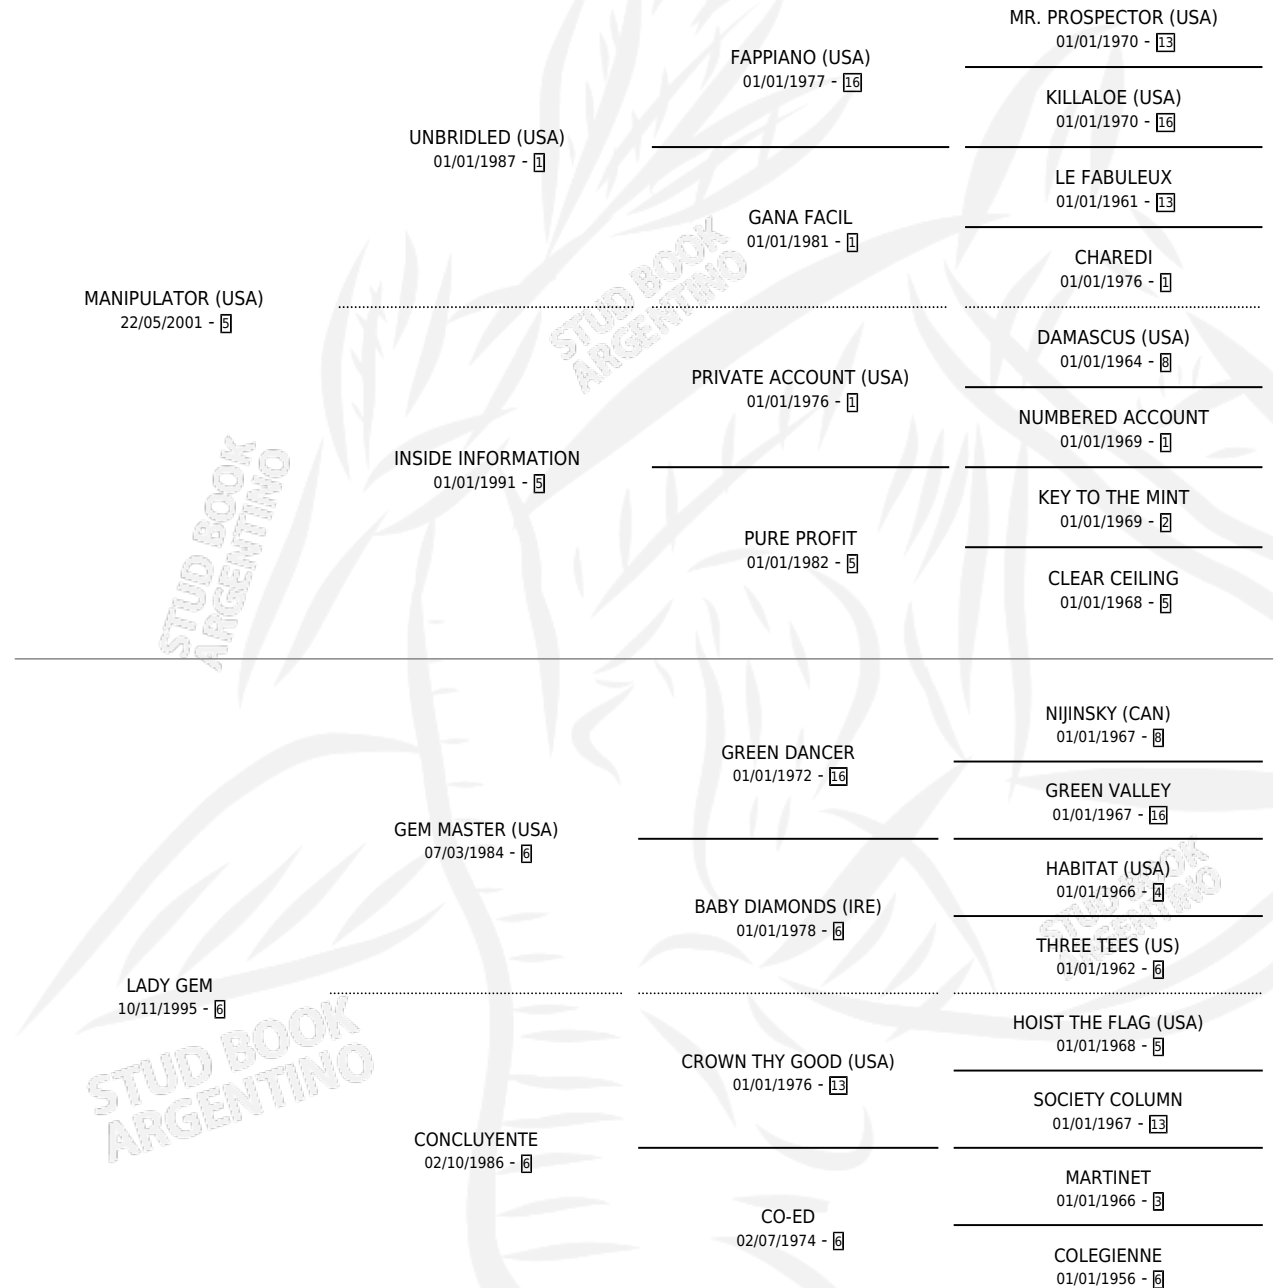 MR. PROSPECTOR (USA)
01/01/1970 - 13
FAPPIANO (USA)
01/01/1977 - 16
KILLALOE (USA)
01/01/1970 - 16
UNBRIDLED (USA)
01/01/1987 - 1
LE FABULEUX
01/01/1961 - 13
GANA FACIL
01/01/1981 - 1
CHAREDI
01/01/1976 - 1
MANIPULATOR (USA)
22/05/2001 - 5
DAMASCUS (USA)
01/01/1964 - 8
PRIVATE ACCOUNT (USA)
01/01/1976 - 1
NUMBERED ACCOUNT
01/01/1969 - 1
INSIDE INFORMATION
01/01/1991 - 5
KEY TO THE MINT
01/01/1969 - 2
PURE PROFIT
01/01/1982 - 5
CLEAR CEILING
01/01/1968 - 5
STUD BOOK
ARGENTINO
STUD BOOK
ARGENTINO
NIJINSKY (CAN)
01/01/1967 - 8
GREEN DANCER
01/01/1972 - 16
GREEN VALLEY
01/01/1967 - 16
GEM MASTER (USA)
07/03/1984 - 6
HABITAT (USA)
01/01/1966 - 4
BABY DIAMONDS (IRE)
01/01/1978 - 6
THREE TEES (US)
01/01/1962 - 6
LADY GEM
10/11/1995 - 6
HOIST THE FLAG (USA)
01/01/1968 - 5
CROWN THY GOOD (USA)
01/01/1976 - 13
SOCIETY COLUMN
01/01/1967 - 13
CONCLUYENTE
02/10/1986 - 6
MARTINET
01/01/1966 - 3
CO-ED
02/07/1974 - 6
COLEGIENNE
01/01/1956 - 6
STUD BOOK
ARGENTINO
STUD BOOK
ARGENTINO